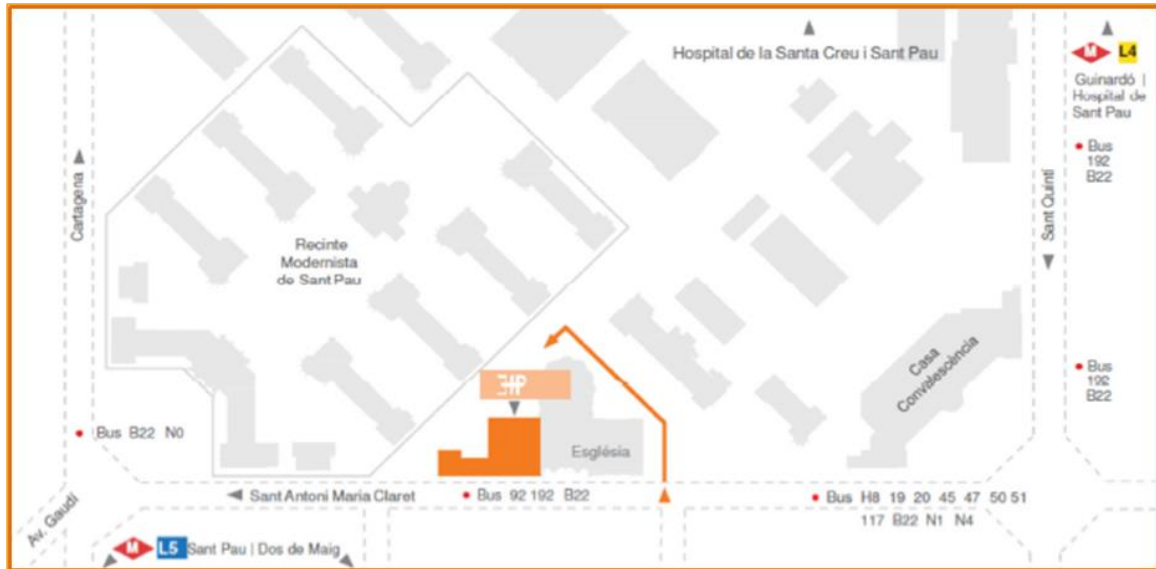 Hospital de la Santa Creu i Sant Pau
M L4
Guinardó |
Hospital de
Sant Pau
Bus
192
B22
Cartagena
Sant Quintí
Recinte
Modernista
de Sant Pau
Casa
Convalescència
Bus
192
B22
Bus B22 N0
Església
Sant Antoni Maria Claret
Bus 92 192 B22
Bus H8 19 20 45 47 50 51
117 B22 N1 N4
Av. Gaudí
M L5 Sant Pau | Dos de Maig